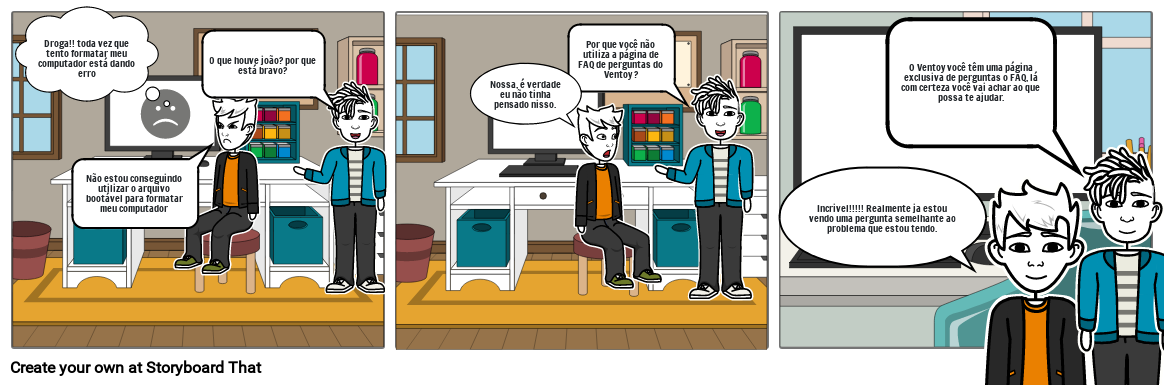 Droga!! toda vez que
tento formatar meu
computador está dando
erro
O que houve joão? por que
está bravo?
Não estou conseguindo
utilizar o arquivo
bootável para formatar
meu computador
Por que você não
utiliza a página de
FAQ de perguntas do
Ventoy?
Nossa, é verdade
eu não tinha
pensado nisso.
O Ventoy você têm uma página
exclusiva de perguntas o FAQ, lá
com certeza você vai achar ao que
possa te ajudar.
Incrivel!!!!! Realmente ja estou
vendo uma pergunta semelhante ao
problema que estou tendo.
Create your own at Storyboard That